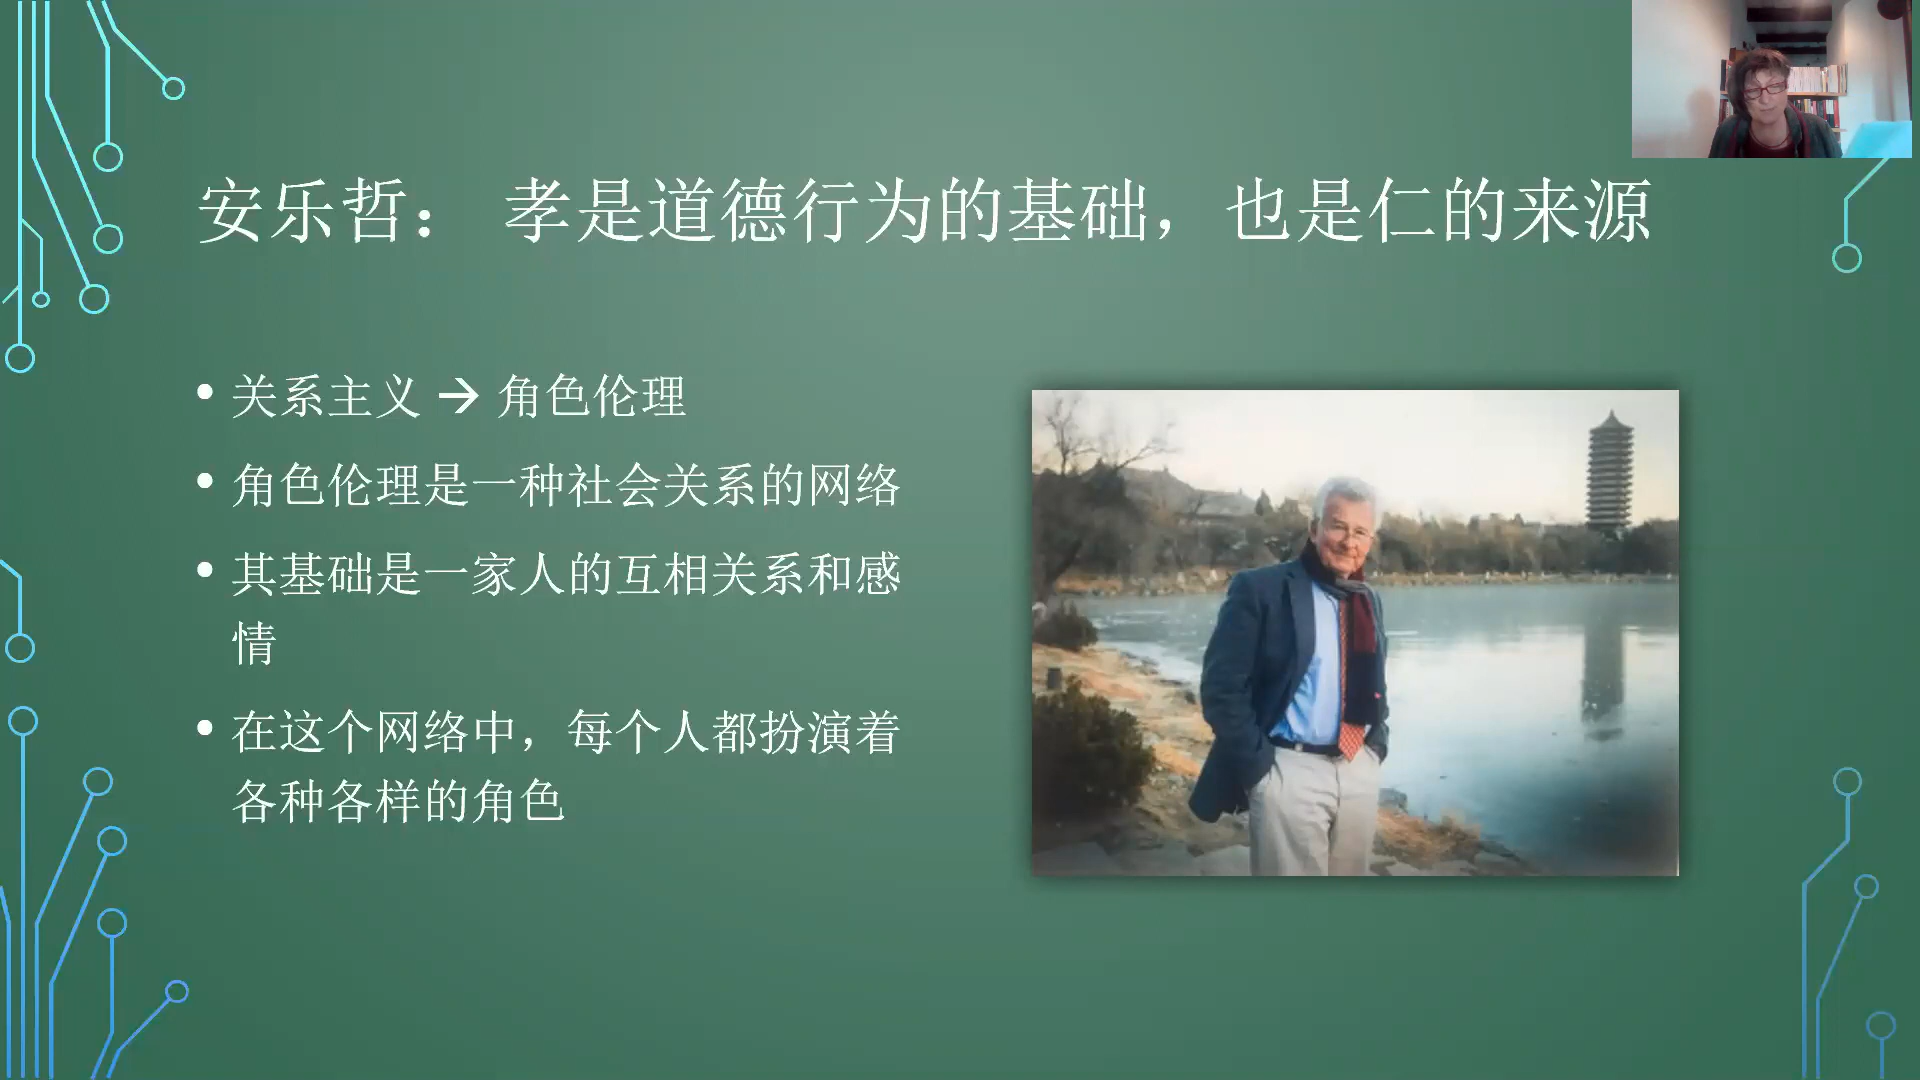 安乐哲： 孝是道德行为的基础，也是仁的来源
• 关系主义 → 角色伦理
• 角色伦理是一种社会关系的网络
• 其基础是一家人的互相关系和感
情
• 在这个网络中，每个人都扮演着
各种各样的角色